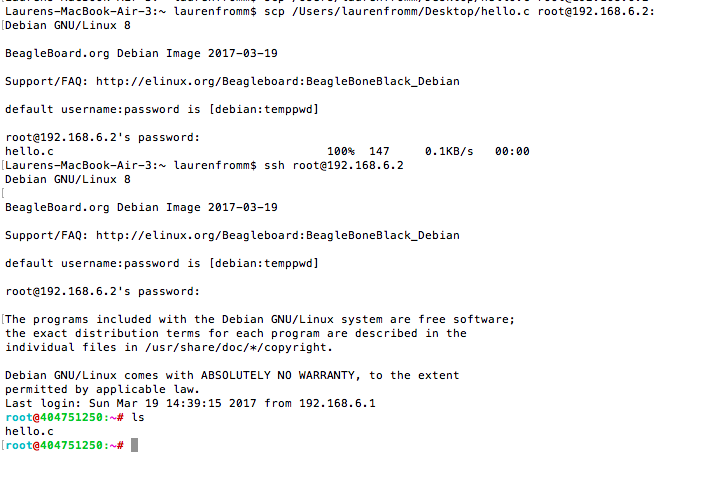 Laurens-MacBook-Air-3:~ laurenfromm$ scp /Users/laurenfromm/Desktop/hello.c root@192.168.6.2:
Debian GNU/Linux 8
BeagleBoard.org Debian Image 2017-03-19
Support/FAQ: http://elinux.org/Beagleboard:BeagleBoneBlack_Debian
default username:password is [debian:temppwd]
root@192.168.6.2's password:
hello.c 100% 147 0.1KB/s 00:00
[Laurens-MacBook-Air-3:~ laurenfromm$ ssh root@192.168.6.2
Debian GNU/Linux 8
[
BeagleBoard.org Debian Image 2017-03-19
Support/FAQ: http://elinux.org/Beagleboard:BeagleBoneBlack_Debian
default username:password is [debian:temppwd]
root@192.168.6.2's password:
[The programs included with the Debian GNU/Linux system are free software;
the exact distribution terms for each program are described in the
individual files in /usr/share/doc/*/copyright.
Debian GNU/Linux comes with ABSOLUTELY NO WARRANTY, to the extent
permitted by applicable law.
Last login: Sun Mar 19 14:39:15 2017 from 192.168.6.1
root@404751250:~# ls
hello.c
[root@404751250:~#